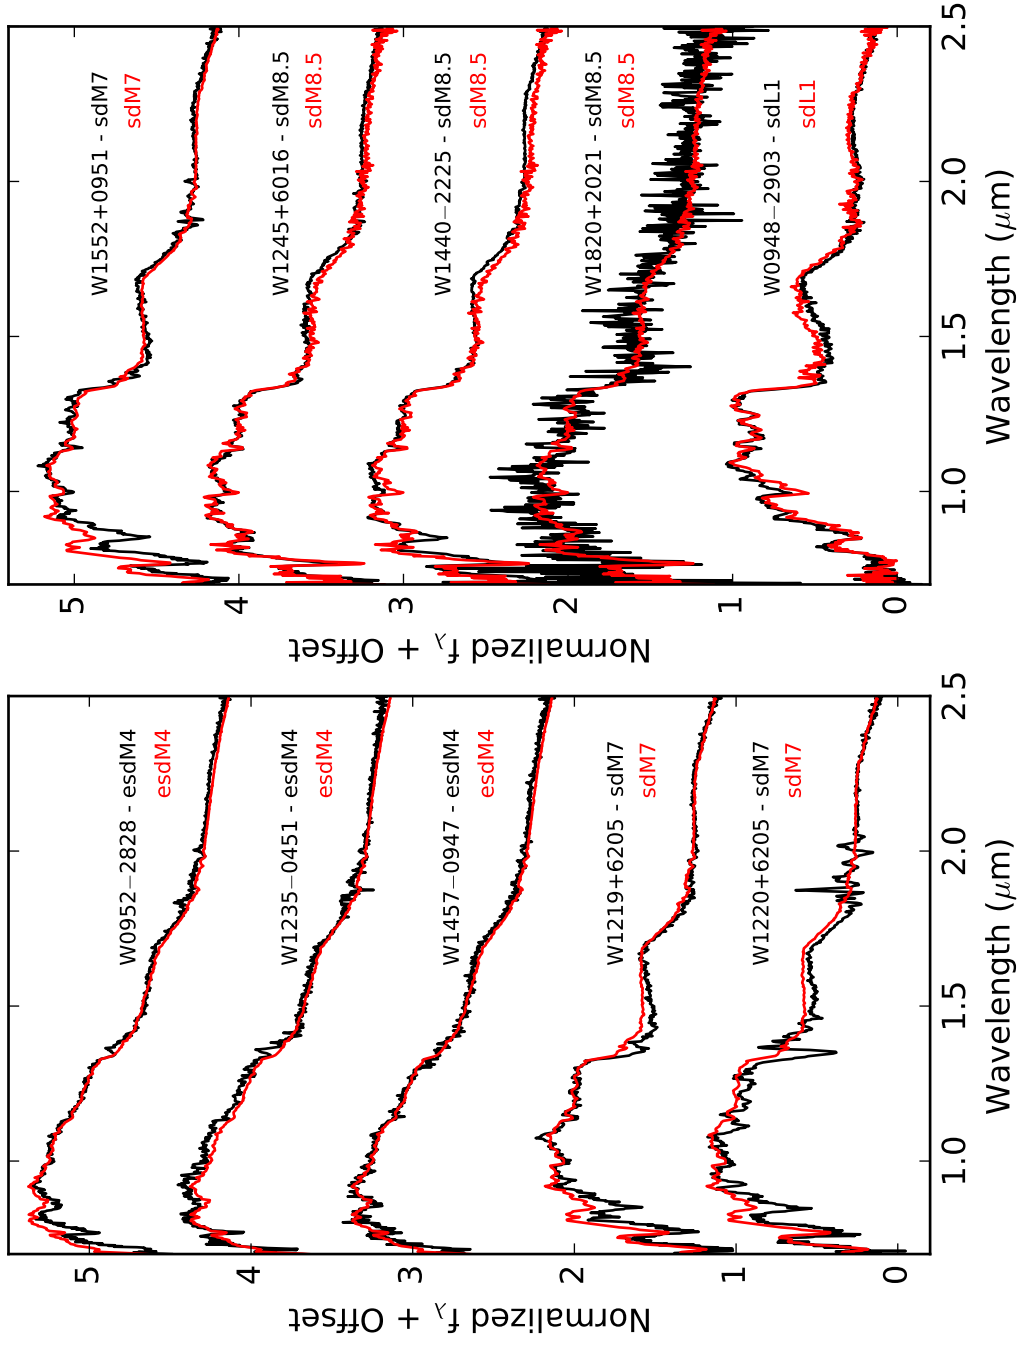 5
4
3
2
1
0
Normalized fλ + Offset
W0952−2828 - esdM4
esdM4
W1235−0451 - esdM4
esdM4
W1457−0947 - esdM4
esdM4
W1219+6205 - sdM7
sdM7
W1220+6205 - sdM7
sdM7
1.0
1.5
2.0
2.5
Wavelength (μm)
5
4
3
2
1
0
Normalized fλ + Offset
W1552+0951 - sdM7
sdM7
W1245+6016 - sdM8.5
sdM8.5
W1440−2225 - sdM8.5
sdM8.5
W1820+2021 - sdM8.5
sdM8.5
W0948−2903 - sdL1
sdL1
1.0
1.5
2.0
2.5
Wavelength (μm)